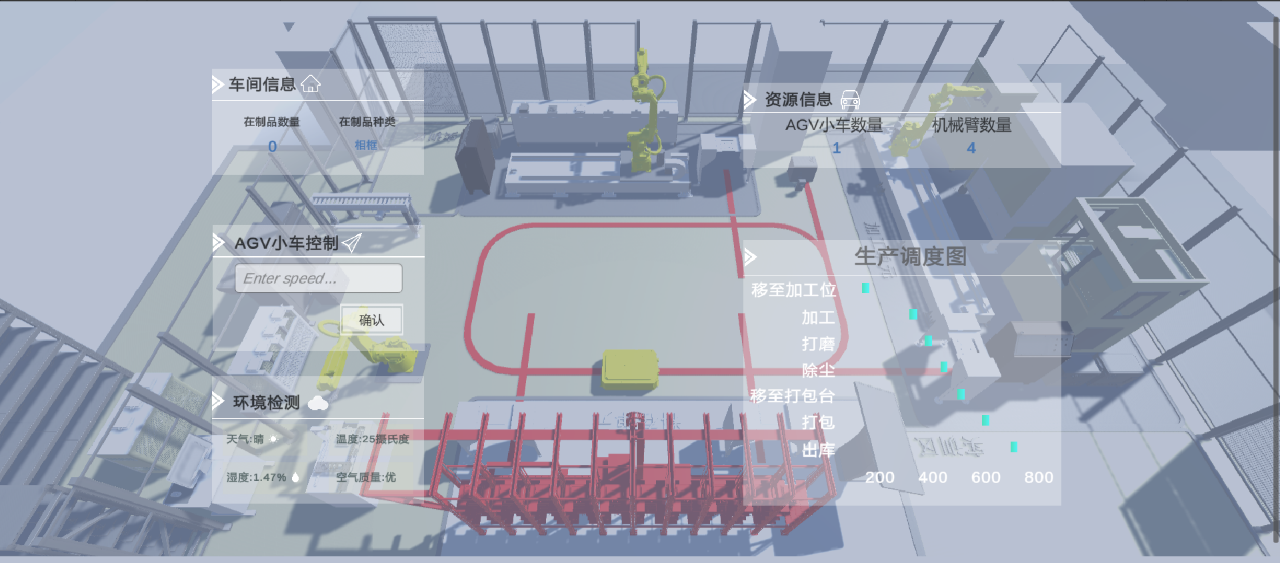 车间信息
在制品数量 在制品种类
0 相框
AGV小车控制
Enter speed...
确认
环境检测
天气:晴 温度:25摄氏度
湿度:1.47% 空气质量:优
资源信息
AGV小车数量 机械臂数量
1 4
生产调度图
移至加工位
加工
打磨
除尘
移至打包台
打包
出库
200 400 600 800